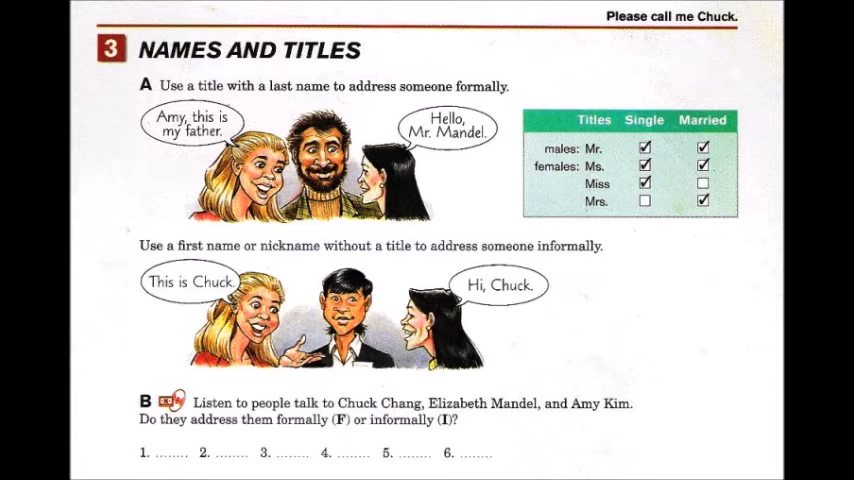 Please call me Chuck.
3 NAMES AND TITLES
A Use a title with a last name to address someone formally.
Amy, this is
my father.
Hello,
Mr. Mandel.
Titles Single Married
males: Mr.
females: Ms.
Miss
Mrs.
Use a first name or nickname without a title to address someone informally.
This is Chuck.
Hi, Chuck.
B Listen to people talk to Chuck Chang, Elizabeth Mandel, and Amy Kim.
Do they address them formally (F) or informally (I)?
1. ........ 2. ........ 3. ........ 4. ........ 5. ........ 6. ........